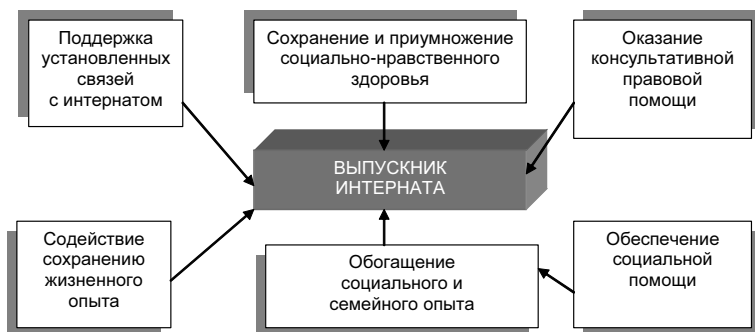 Поддержка
установленных
связей
с интернатом
Сохранение и приумножение
социально-нравственного
здоровья
Оказание
консультативной
правовой
помощи
ВЫПУСКНИК
ИНТЕРНАТА
Содействие
сохранению
жизненного
опыта
Обогащение
социального и
семейного опыта
Обеспечение
социальной
помощи